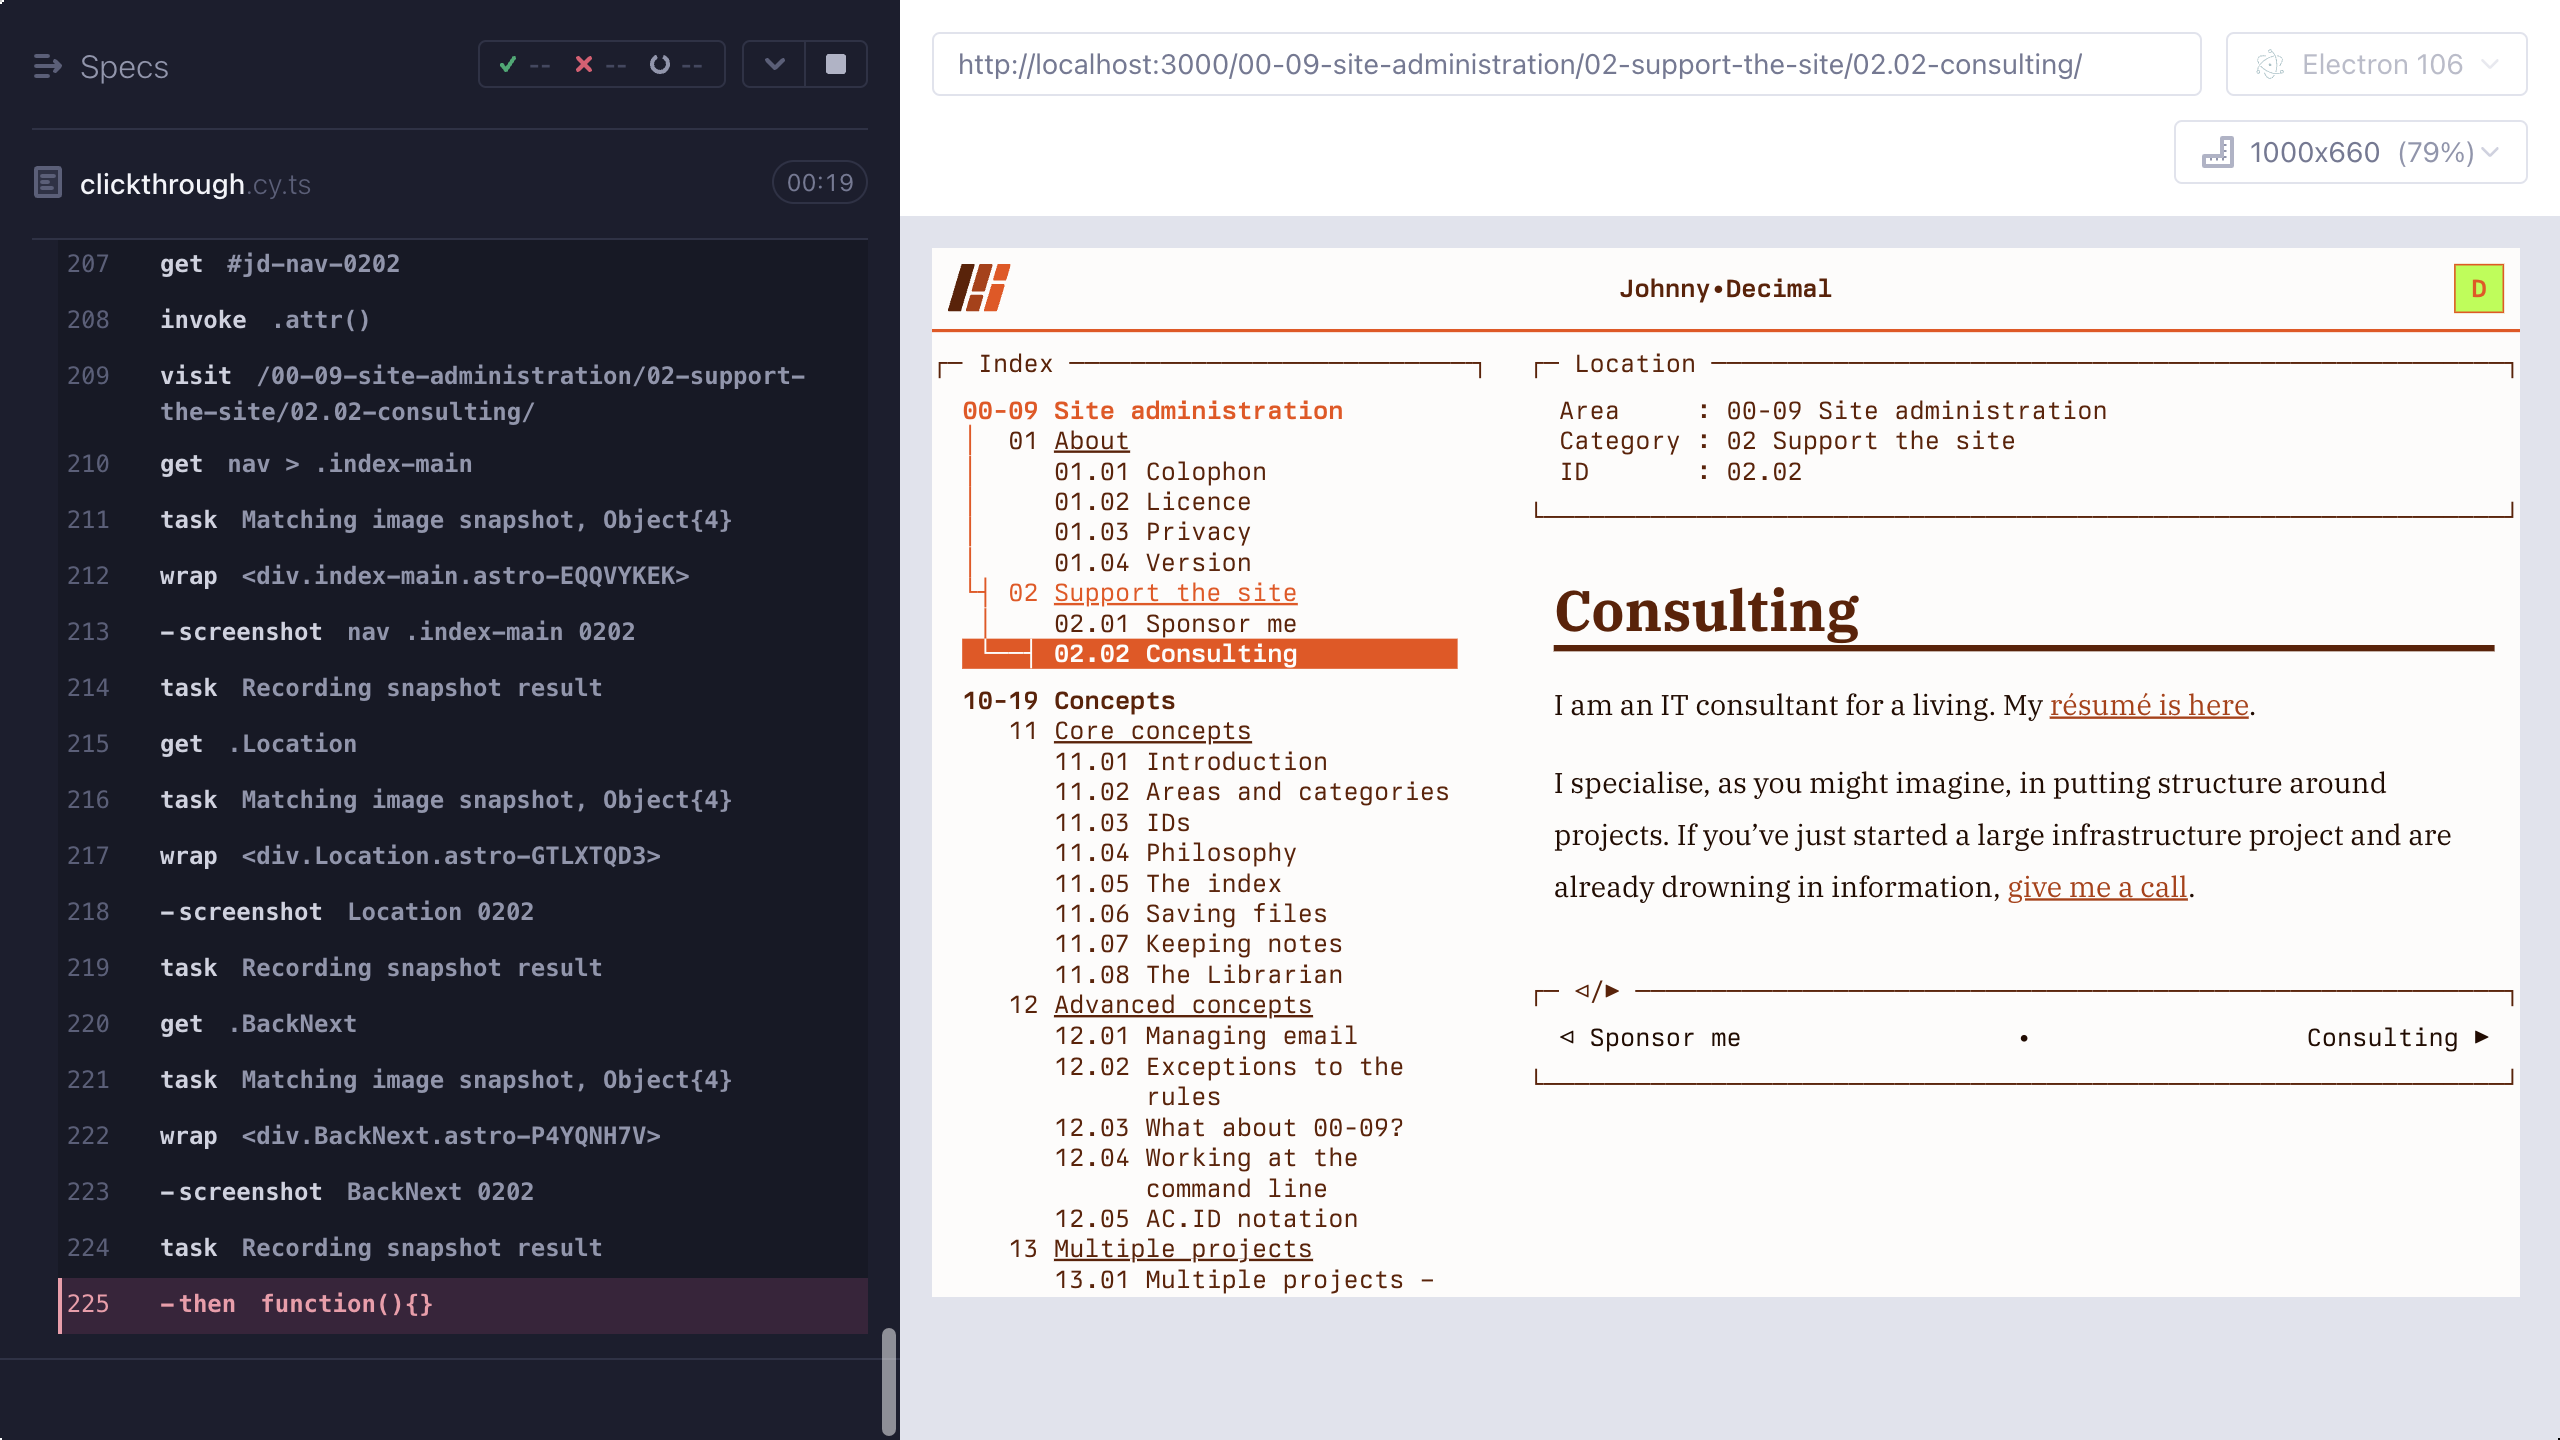 Specs
-- -- --
clickthrough.cy.ts
00:19
207 get #jd-nav-0202
208 invoke .attr()
209 visit /00-09-site-administration/02-support-
the-site/02.02-consulting/
210 get nav > .index-main
211 task Matching image snapshot, Object{4}
212 wrap <div.index-main.astro-EQQVYKEK>
213 -screenshot nav .index-main 0202
214 task Recording snapshot result
215 get .Location
216 task Matching image snapshot, Object{4}
217 wrap <div.Location.astro-GTLXTQD3>
218 -screenshot Location 0202
219 task Recording snapshot result
220 get .BackNext
221 task Matching image snapshot, Object{4}
222 wrap <div.BackNext.astro-P4YQNH7V>
223 -screenshot BackNext 0202
224 task Recording snapshot result
225 -then function(){}
http://localhost:3000/00-09-site-administration/02-support-the-site/02.02-consulting/
Electron 106
1000x660 (79%)
Johnny•Decimal
D
Index
00-09 Site administration
01 About
01.01 Colophon
01.02 Licence
01.03 Privacy
01.04 Version
02 Support the site
02.01 Sponsor me
02.02 Consulting
10-19 Concepts
11 Core concepts
11.01 Introduction
11.02 Areas and categories
11.03 IDs
11.04 Philosophy
11.05 The index
11.06 Saving files
11.07 Keeping notes
11.08 The Librarian
12 Advanced concepts
12.01 Managing email
12.02 Exceptions to the
rules
12.03 What about 00-09?
12.04 Working at the
command line
12.05 AC.ID notation
13 Multiple projects
13.01 Multiple projects –
Location
Area : 00-09 Site administration
Category : 02 Support the site
ID : 02.02
Consulting
I am an IT consultant for a living. My résumé is here.
I specialise, as you might imagine, in putting structure around
projects. If you’ve just started a large infrastructure project and are
already drowning in information, give me a call.
◁/►
◁ Sponsor me • Consulting ►